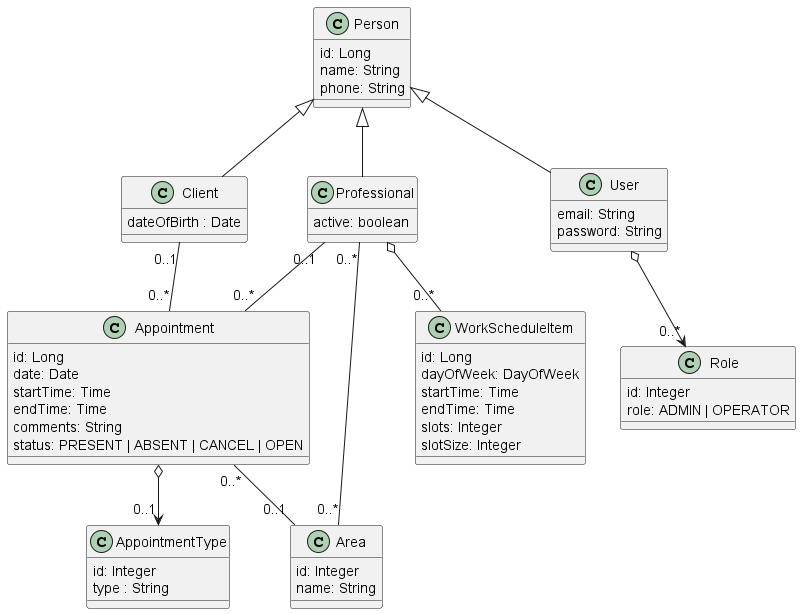 C Person
id: Long
name: String
phone: String
C Client
dateOfBirth : Date
C Professional
active: boolean
C User
email: String
password: String
0..1
0..*
0..1
0..*
0..*
0..*
0..*
C Appointment
id: Long
date: Date
startTime: Time
endTime: Time
comments: String
status: PRESENT | ABSENT | CANCEL | OPEN
C WorkScheduleItem
id: Long
dayOfWeek: DayOfWeek
startTime: Time
endTime: Time
slots: Integer
slotSize: Integer
C Role
id: Integer
role: ADMIN | OPERATOR
0..*
0..1
0..1
0..*
C AppointmentType
id: Integer
type : String
C Area
id: Integer
name: String